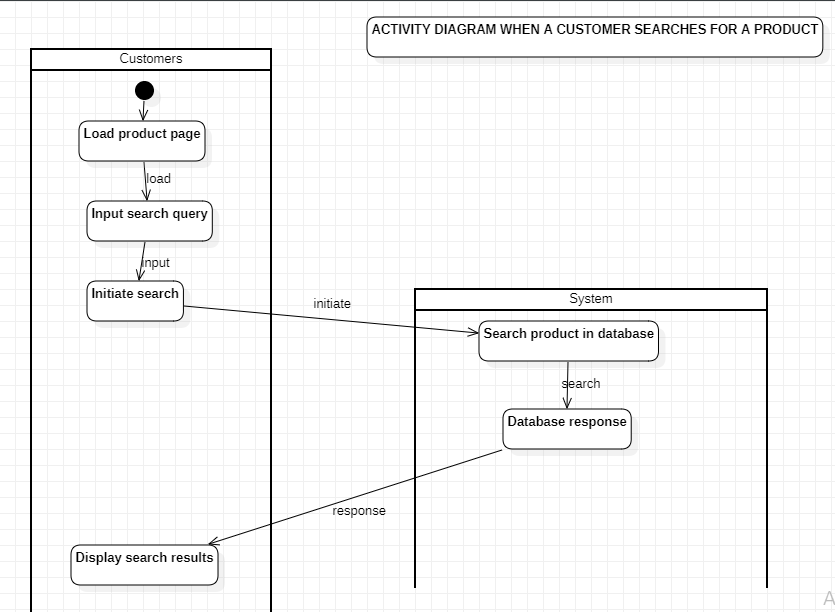 ACTIVITY DIAGRAM WHEN A CUSTOMER SEARCHES FOR A PRODUCT
Customers
Load product page
load
Input search query
input
Initiate search
initiate
System
Search product in database
search
Database response
response
Display search results
A